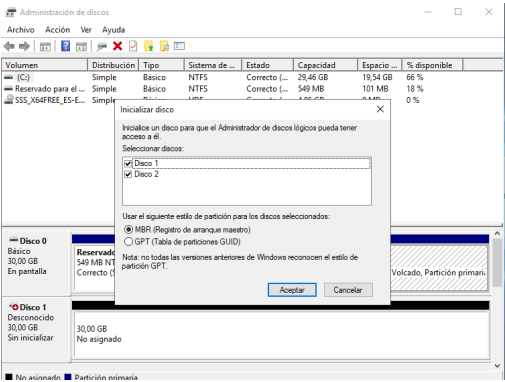 Administración de discos
Archivo Acción Ver Ayuda
Volumen Distribución Tipo Sistema de ... Estado Capacidad Espacio ... % disponible
(C:) Simple Básico NTFS Correcto (... 29,46 GB 19,54 GB 66 %
Reservado para el ... Simple Básico NTFS Correcto (... 549 MB 101 MB 18 %
SSS_X64FREE_ES-E... Simple 0 %
Inicializar disco
Inicialice un disco para que el Administrador de discos lógicos pueda tener
acceso a él.
Seleccionar discos:
Disco 1
Disco 2
Usar el siguiente estilo de partición para los discos seleccionados:
MBR (Registro de arranque maestro)
GPT (Tabla de particiones GUID)
Nota: no todas las versiones anteriores de Windows reconocen el estilo de
partición GPT.
Aceptar Cancelar
Disco 0
Básico
30,00 GB
En pantalla
Reservado
549 MB NT
Correcto (S
Volcado, Partición primaria
Disco 1
Desconocido
30,00 GB
Sin inicializar
30,00 GB
No asignado
No asignado Partición primaria